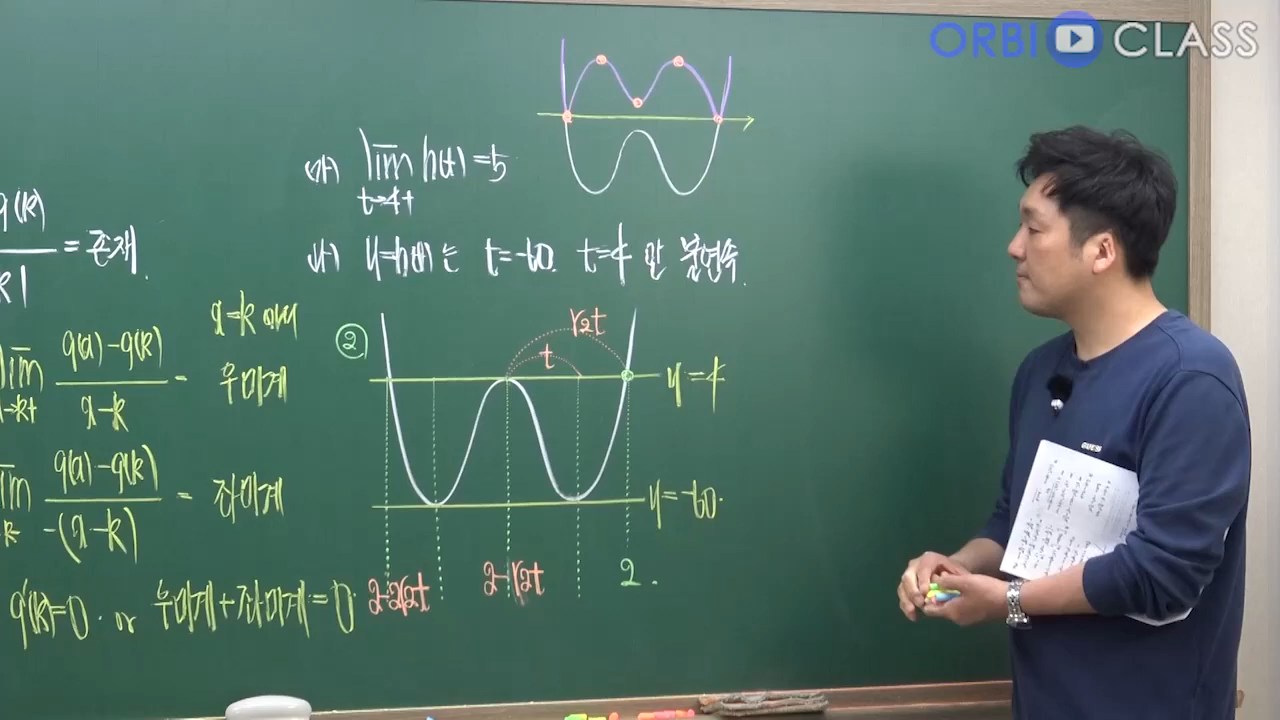 ORBI CLASS
(가) lim h(t)=5
t→4+
(나) y=h(t)는 t=-60. t=4 만 불연속.
g(k)
= 존재.
k|
x=k 에서
lim g(x)-g(k) / x-k = 우미계
x→k+
lim g(x)-g(k) / -(x-k) = 좌미계
g'(k)=0. or 우미계+좌미계=0
②
√2t
t
y=4
y=-60.
2-2√2t
2-√2t
2.